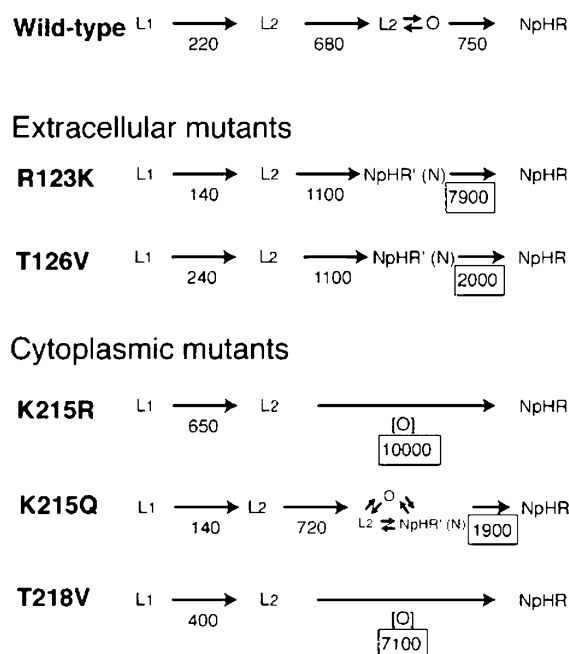 Wild-type L1 → L2 → L2 ⇄ O → NpHR
220 680 750
Extracellular mutants
R123K L1 → L2 → NpHR' (N) → NpHR
140 1100 7900
T126V L1 → L2 → NpHR' (N) → NpHR
240 1100 2000
Cytoplasmic mutants
K215R L1 → L2 → NpHR
650 [O]
10000
O
K215Q L1 → L2 → L2 ⇄ NpHR' (N) → NpHR
140 720 1900
T218V L1 → L2 → NpHR
400 [O]
7100